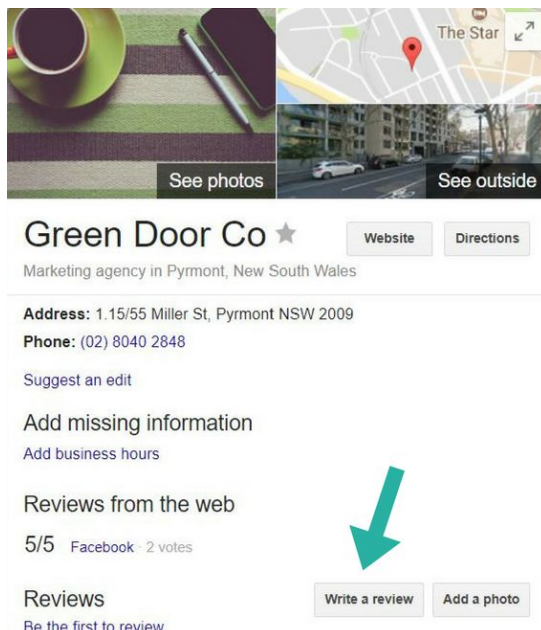 The Star
See photos
See outside
Green Door Co
Website
Directions
Marketing agency in Pyrmont, New South Wales
Address: 1.15/55 Miller St, Pyrmont NSW 2009
Phone: (02) 8040 2848
Suggest an edit
Add missing information
Add business hours
Reviews from the web
5/5 Facebook · 2 votes
Reviews
Write a review
Add a photo
Be the first to review